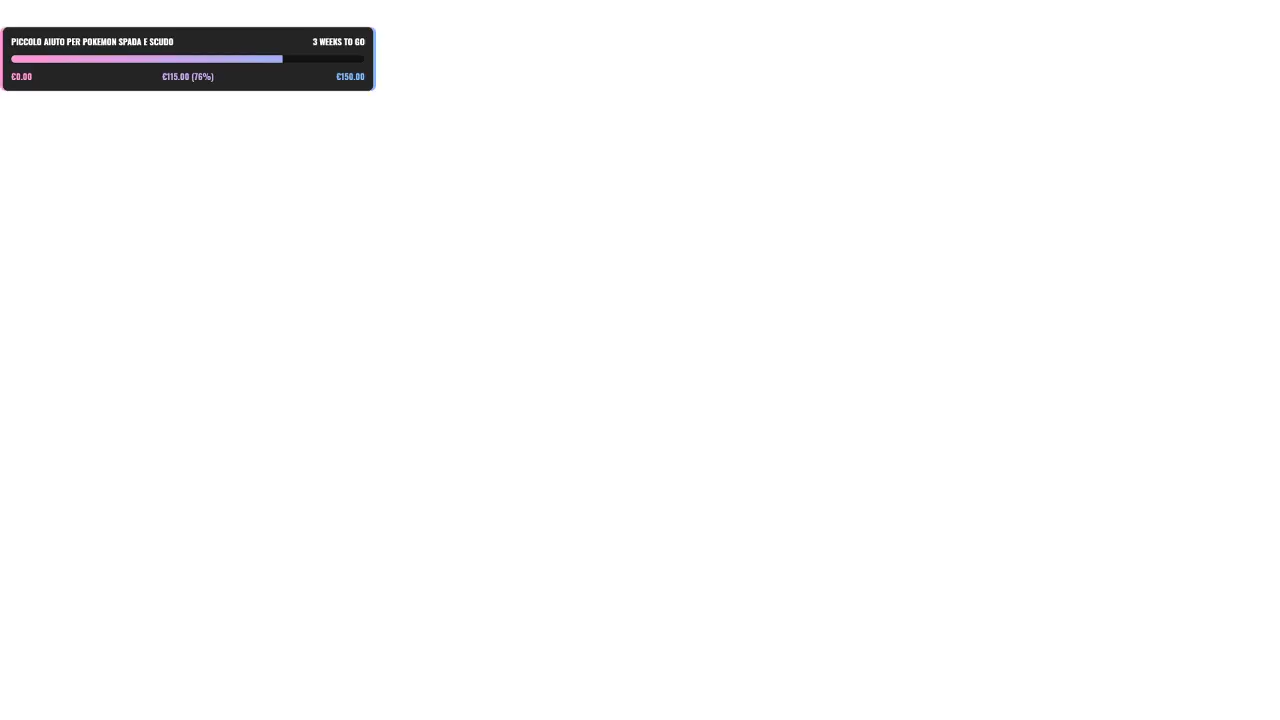 PICCOLO AIUTO PER POKEMON SPADA E SCUDO 3 WEEKS TO GO
€0.00 €115.00 (76%) €150.00